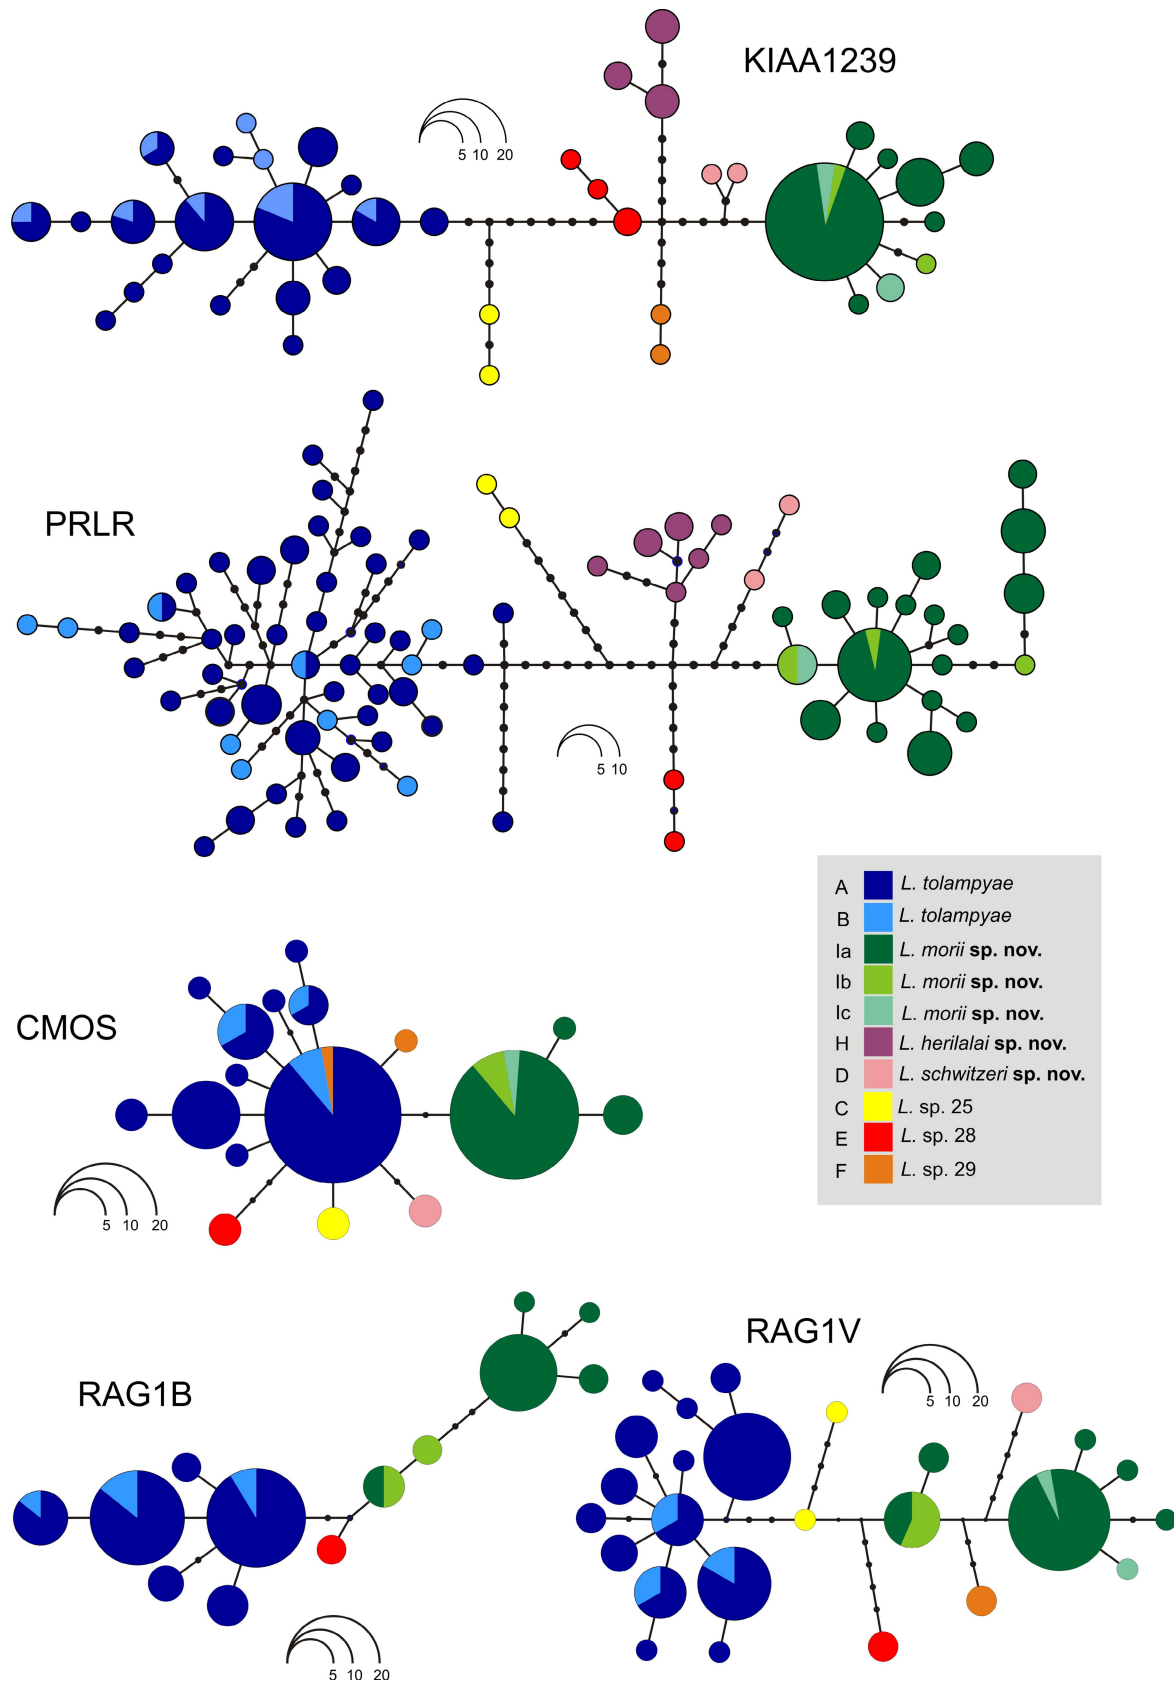 KIAA1239
5 10 20
PRLR
5 10
A L. tolampyae
B L. tolampyae
Ia L. morii sp. nov.
Ib L. morii sp. nov.
Ic L. morii sp. nov.
H L. herilalai sp. nov.
D L. schwitzeri sp. nov.
C L. sp. 25
E L. sp. 28
F L. sp. 29
CMOS
5 10 20
RAG1V
5 10 20
RAG1B
5 10 20